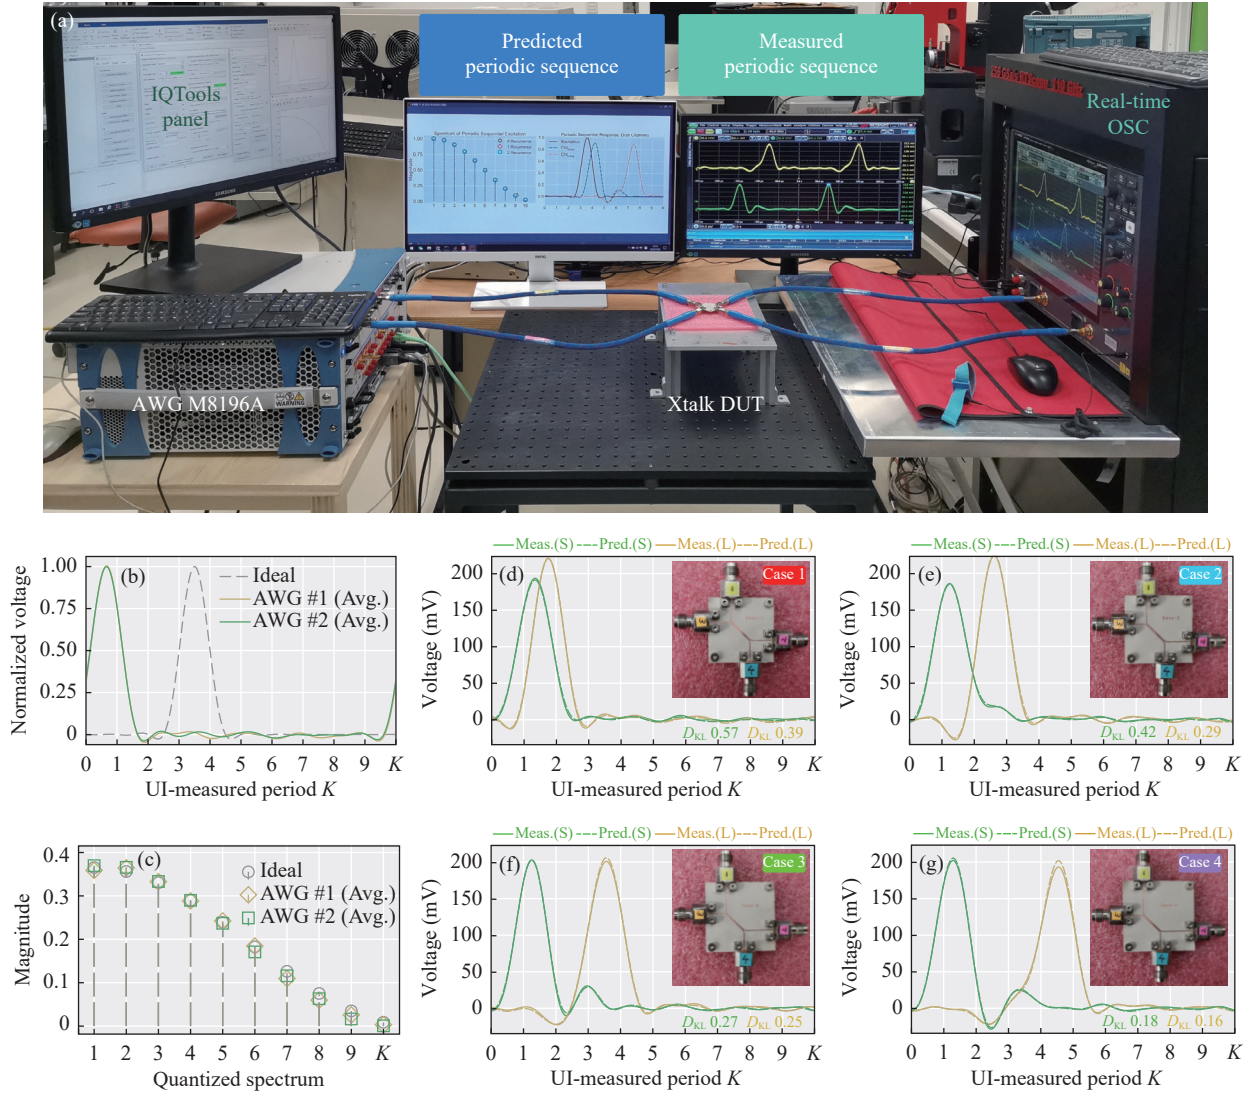 (a)
IQTools
panel
Predicted
periodic sequence
Measured
periodic sequence
Real-time
OSC
Spectrum of Periodic Sequential Excitation
SAMSUNG
SAMSUNG
AWG M8196A
WARNING
Xtalk DUT
(b)
Normalized voltage
1.00
0.75
0.50
0.25
0
Ideal
AWG #1 (Avg.)
AWG #2 (Avg.)
0 1 2 3 4 5 6 7 8 9 K
UI-measured period K
(c)
Magnitude
0.4
0.3
0.2
0.1
0
Ideal
AWG #1 (Avg.)
AWG #2 (Avg.)
1 2 3 4 5 6 7 8 9 K
Quantized spectrum
Meas.(S) Pred.(S) Meas.(L) Pred.(L)
(d)
Case 1
Voltage (mV)
200
150
100
50
0
D_KL 0.57 D_KL 0.39
0 1 2 3 4 5 6 7 8 9 K
UI-measured period K
Meas.(S) Pred.(S) Meas.(L) Pred.(L)
(e)
Case 2
Voltage (mV)
200
150
100
50
0
D_KL 0.42 D_KL 0.29
0 1 2 3 4 5 6 7 8 9 K
UI-measured period K
Meas.(S) Pred.(S) Meas.(L) Pred.(L)
(f)
Case 3
Voltage (mV)
200
150
100
50
0
D_KL 0.27 D_KL 0.25
0 1 2 3 4 5 6 7 8 9 K
UI-measured period K
Meas.(S) Pred.(S) Meas.(L) Pred.(L)
(g)
Case 4
Voltage (mV)
200
150
100
50
0
D_KL 0.18 D_KL 0.16
0 1 2 3 4 5 6 7 8 9 K
UI-measured period K